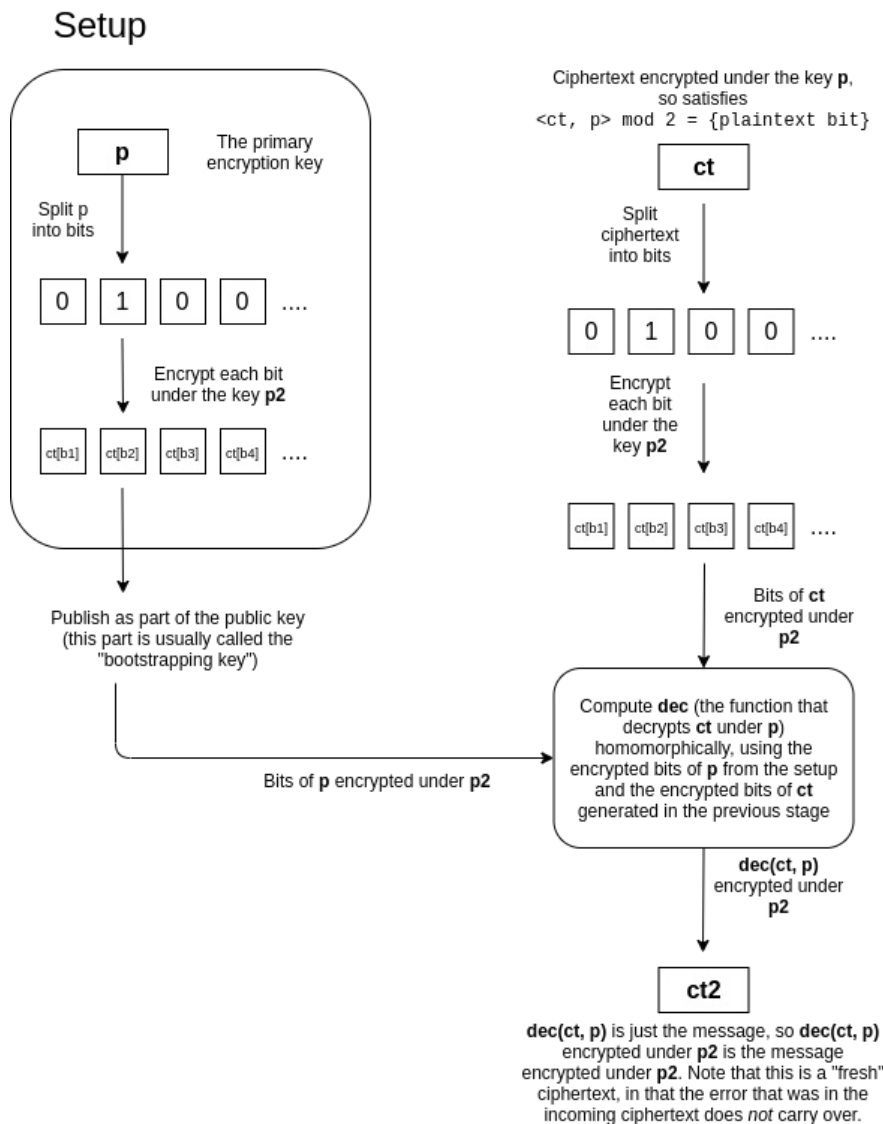 Setup
p
The primary
encryption key
Split p
into bits
0 1 0 0 ....
Encrypt each bit
under the key p2
ct[b1] ct[b2] ct[b3] ct[b4] ....
Publish as part of the public key
(this part is usually called the
"bootstrapping key")
Bits of p encrypted under p2
Ciphertext encrypted under the key p,
so satisfies
<ct, p> mod 2 = {plaintext bit}
ct
Split
ciphertext
into bits
0 1 0 0 ....
Encrypt
each bit
under the
key p2
ct[b1] ct[b2] ct[b3] ct[b4] ....
Bits of ct
encrypted under
p2
Compute dec (the function that
decrypts ct under p)
homomorphically, using the
encrypted bits of p from the setup
and the encrypted bits of ct
generated in the previous stage
dec(ct, p)
encrypted under
p2
ct2
dec(ct, p) is just the message, so dec(ct, p)
encrypted under p2 is the message
encrypted under p2. Note that this is a "fresh"
ciphertext, in that the error that was in the
incoming ciphertext does not carry over.